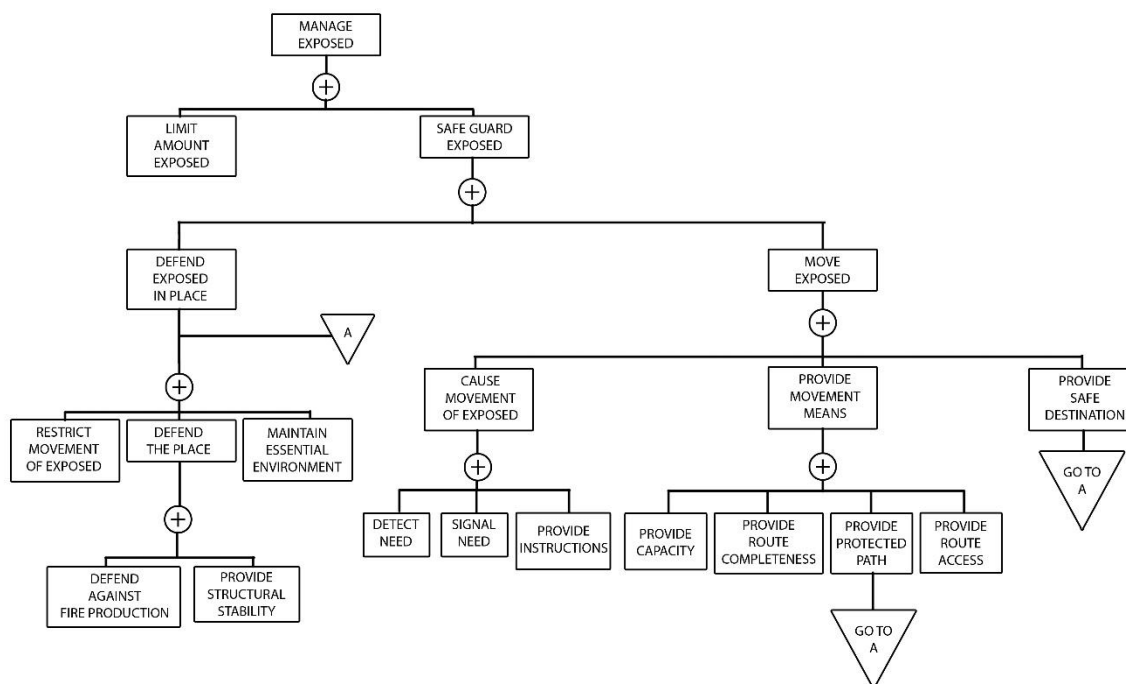 MANAGE
EXPOSED
+
LIMIT
AMOUNT
EXPOSED
SAFE GUARD
EXPOSED
+
DEFEND
EXPOSED
IN PLACE
MOVE
EXPOSED
A
+
+
CAUSE
MOVEMENT
OF EXPOSED
PROVIDE
MOVEMENT
MEANS
PROVIDE
SAFE
DESTINATION
RESTRICT
MOVEMENT
OF EXPOSED
DEFEND
THE PLACE
MAINTAIN
ESSENTIAL
ENVIRONMENT
+
+
GO TO
A
DETECT
NEED
SIGNAL
NEED
PROVIDE
INSTRUCTIONS
PROVIDE
CAPACITY
PROVIDE
ROUTE
COMPLETENESS
PROVIDE
PROTECTED
PATH
PROVIDE
ROUTE
ACCESS
+
DEFEND
AGAINST
FIRE PRODUCTION
PROVIDE
STRUCTURAL
STABILITY
GO TO
A